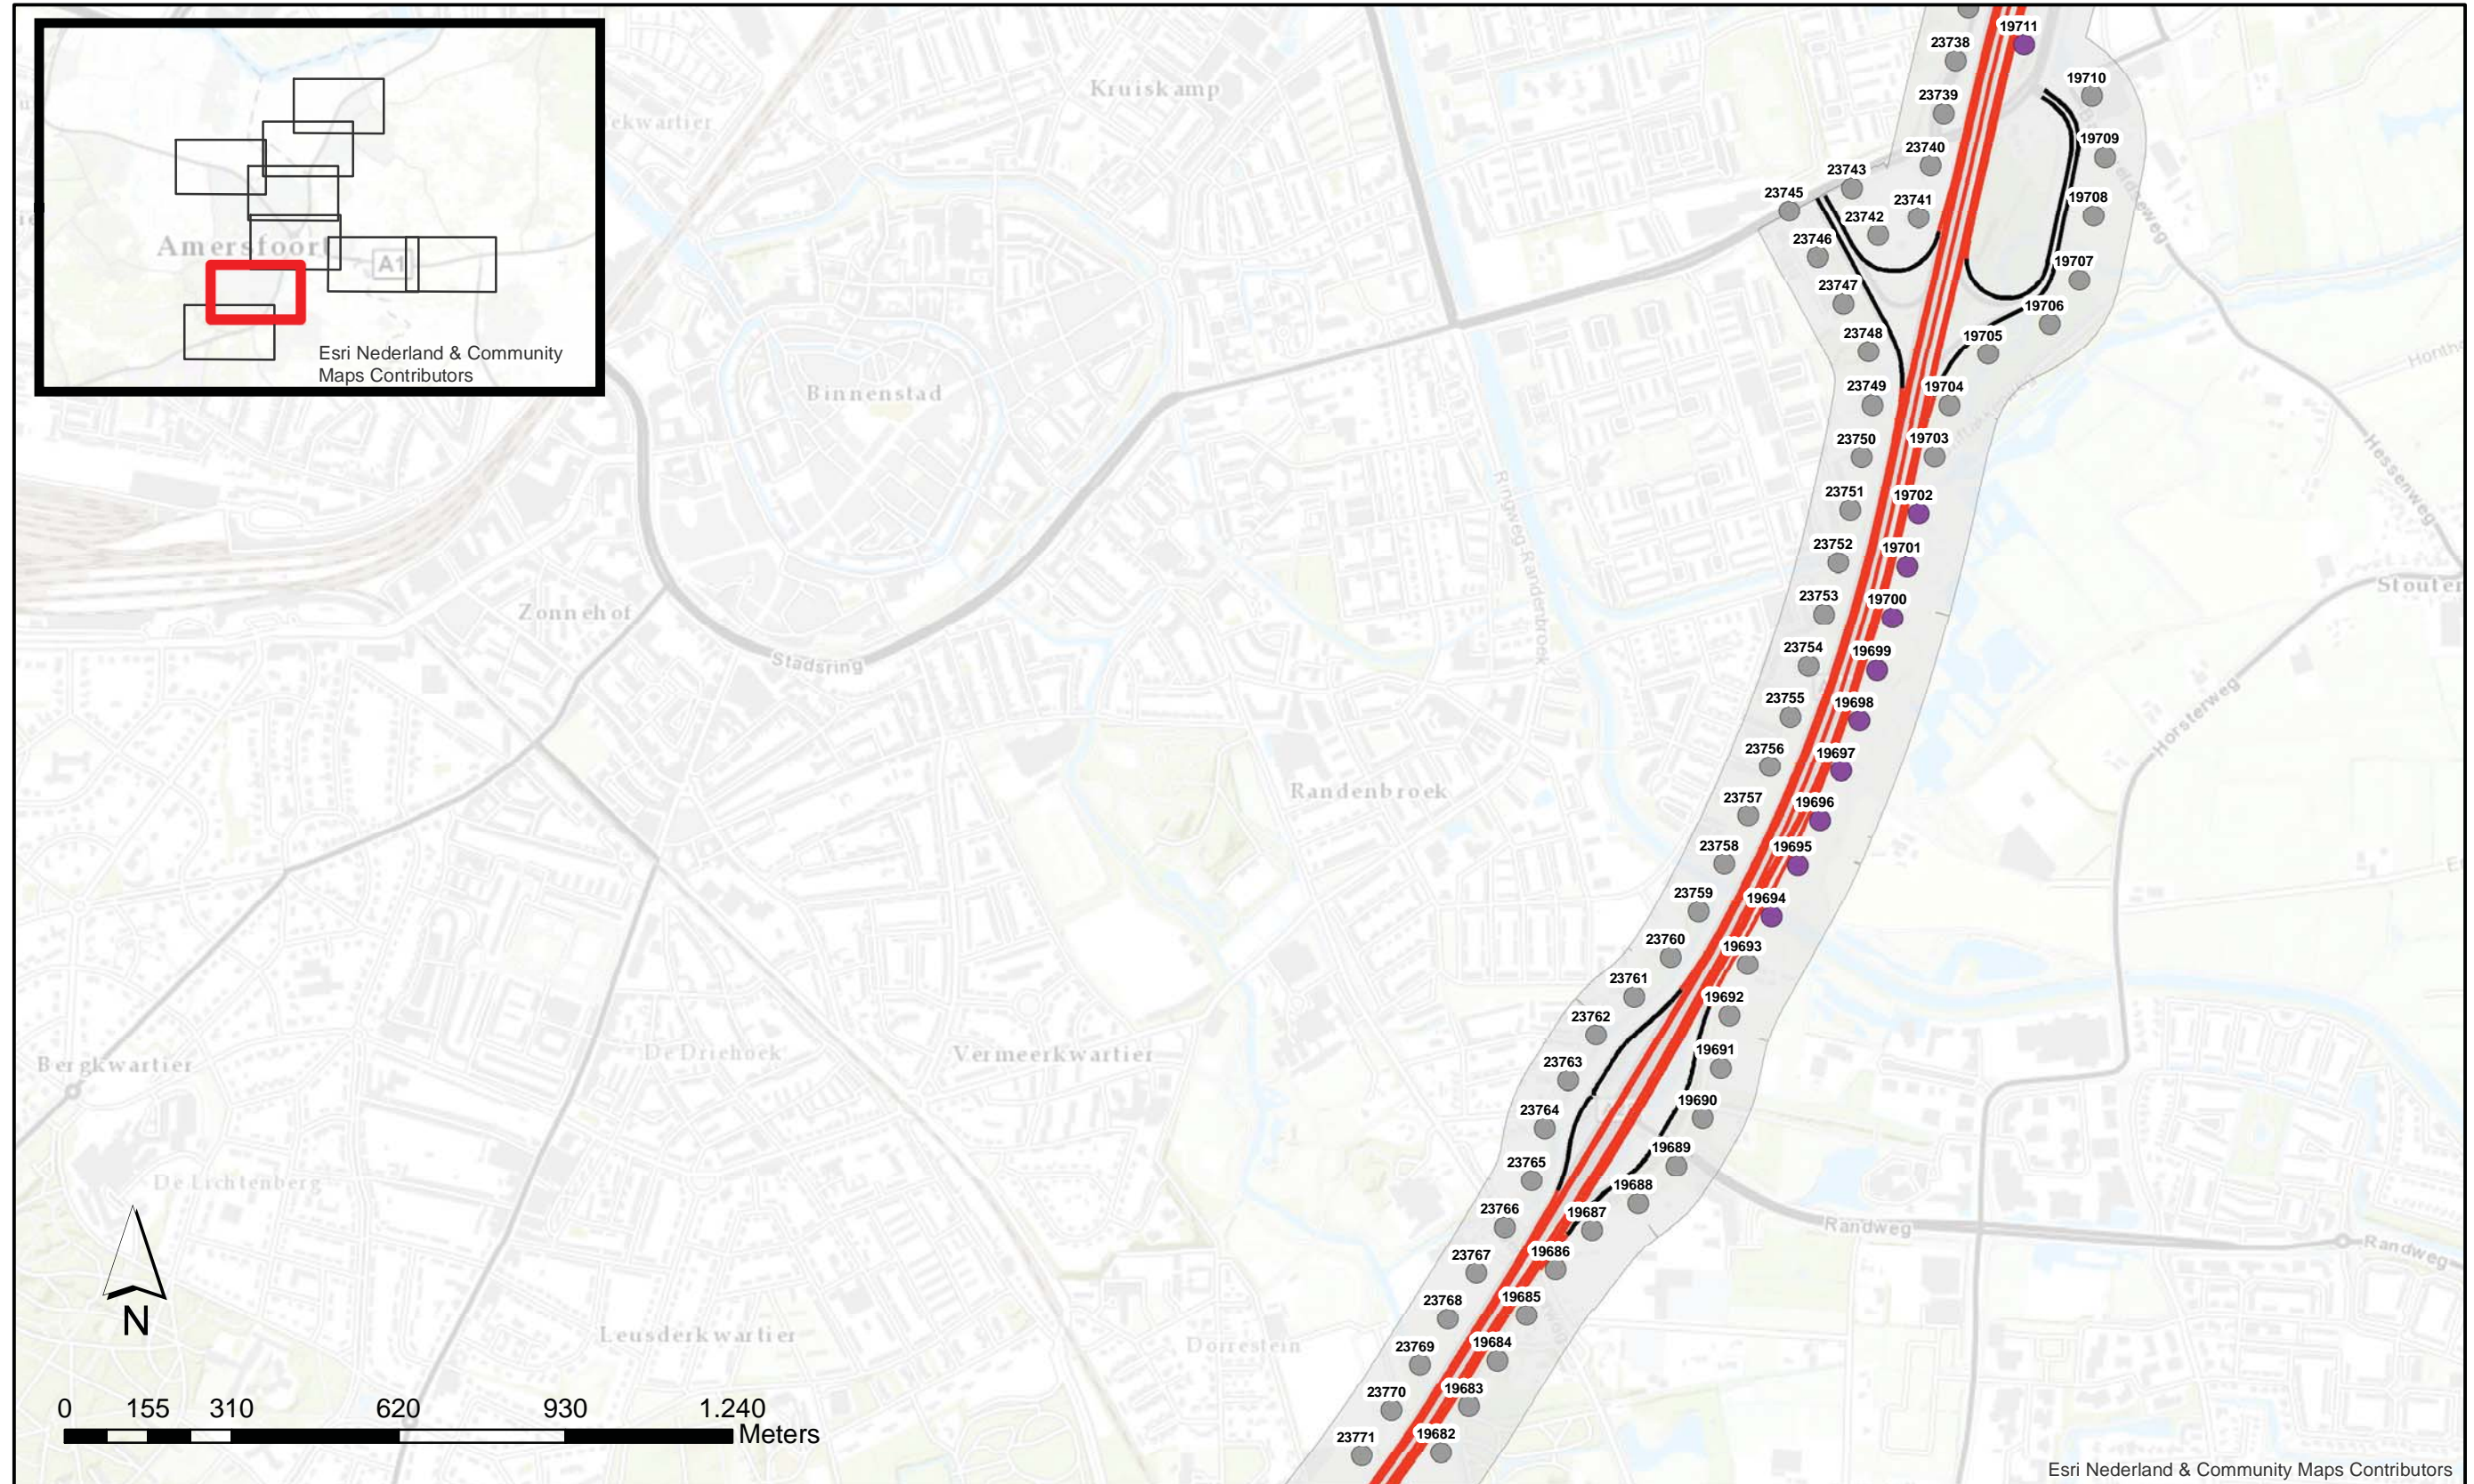 Amersfoort
A1
Esri Nederland & Community
Maps Contributors
Kruiskamp
Binnenstad
Zonnehof
Stadsring
Ringweg-Randenbroek
Randenbroek
Hessenweg
Horsterweg
Bergkwartier
De Driehoek
Vermeerkwartier
De Lichtenberg
Randweg
Randweg
Leusderkwartier
Dorrestein
19711
23738
19710
23739
19709
23740
23743
23745
19708
23741
23742
23746
19707
23747
19706
23748
19705
23749
19704
23750
19703
23751
19702
23752
19701
23753
19700
23754
19699
23755
19698
23756
19697
23757
19696
23758
19695
23759
19694
23760
19693
23761
19692
23762
19691
23763
19690
23764
19689
23765
19688
23766
19687
23767
19686
23768
19685
23769
19684
23770
19683
23771
19682
N
0 155 310 620 930 1.240
Meters
Esri Nederland & Community Maps Contributors